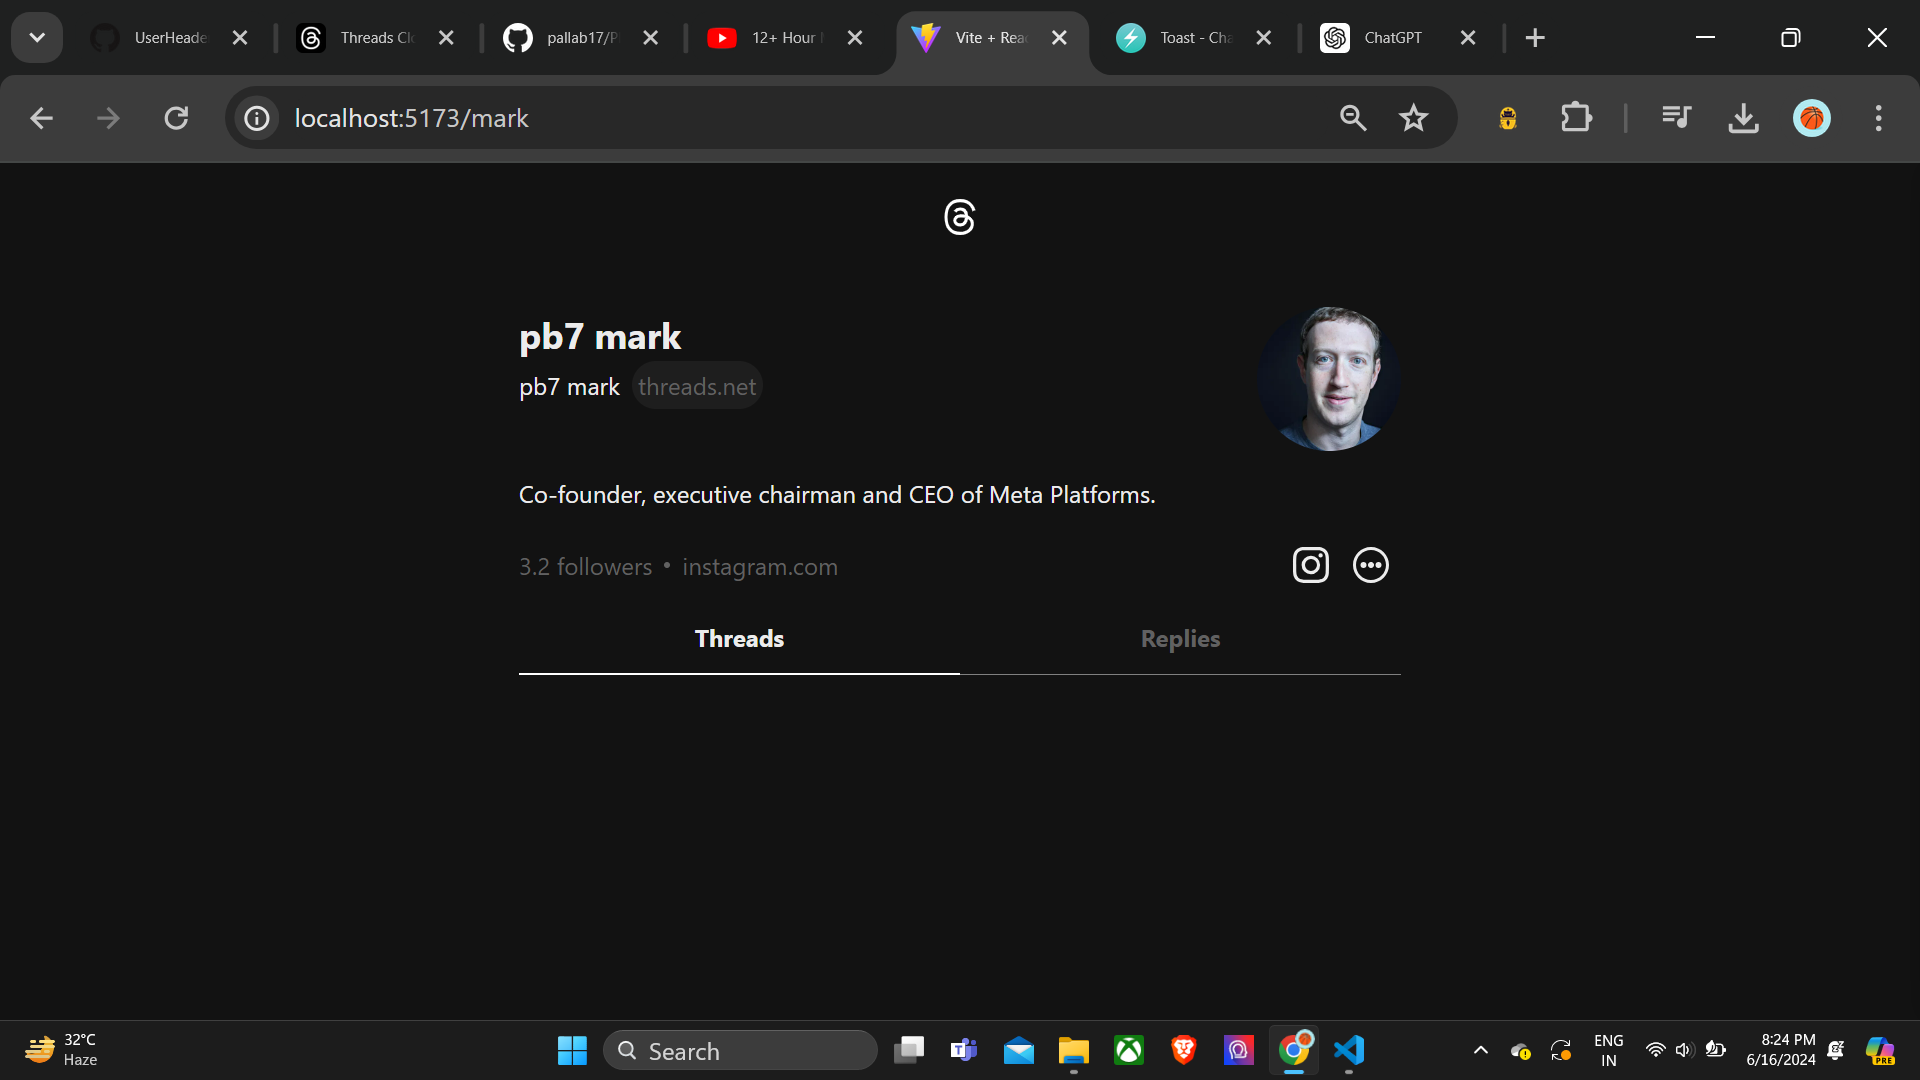 UserHeade
Threads Clo
pallab17/P
12+ Hour
Vite + Rea
Toast - Cha
ChatGPT
localhost:5173/mark
pb7 mark
pb7 mark threads.net
Co-founder, executive chairman and CEO of Meta Platforms.
3.2 followers • instagram.com
Threads
Replies
32°C
Haze
Search
ENG
IN
8:24 PM
6/16/2024
PRE